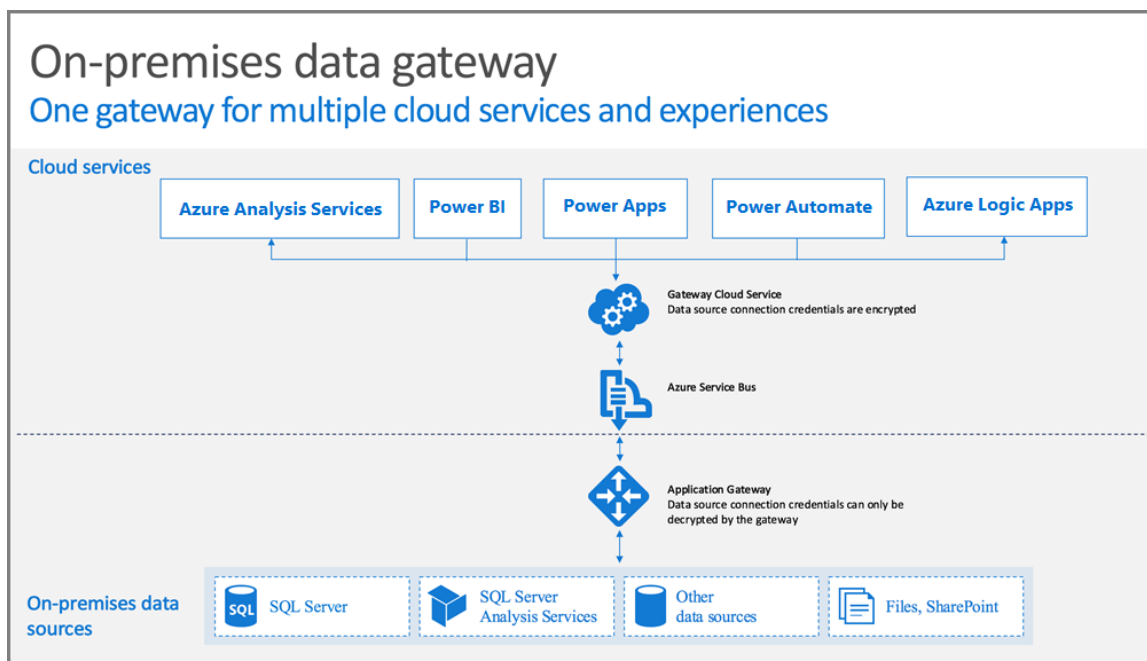 On-premises data gateway
One gateway for multiple cloud services and experiences
Cloud services
Azure Analysis Services
Power BI
Power Apps
Power Automate
Azure Logic Apps
Gateway Cloud Service
Data source connection credentials are encrypted
Azure Service Bus
Application Gateway
Data source connection credentials can only be
decrypted by the gateway
On-premises data
sources
SQL
SQL Server
SQL Server
Analysis Services
Other
data sources
Files, SharePoint